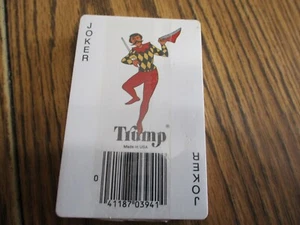 JOKER
Trump®
Made in USA
0 41187 03941
JOKER